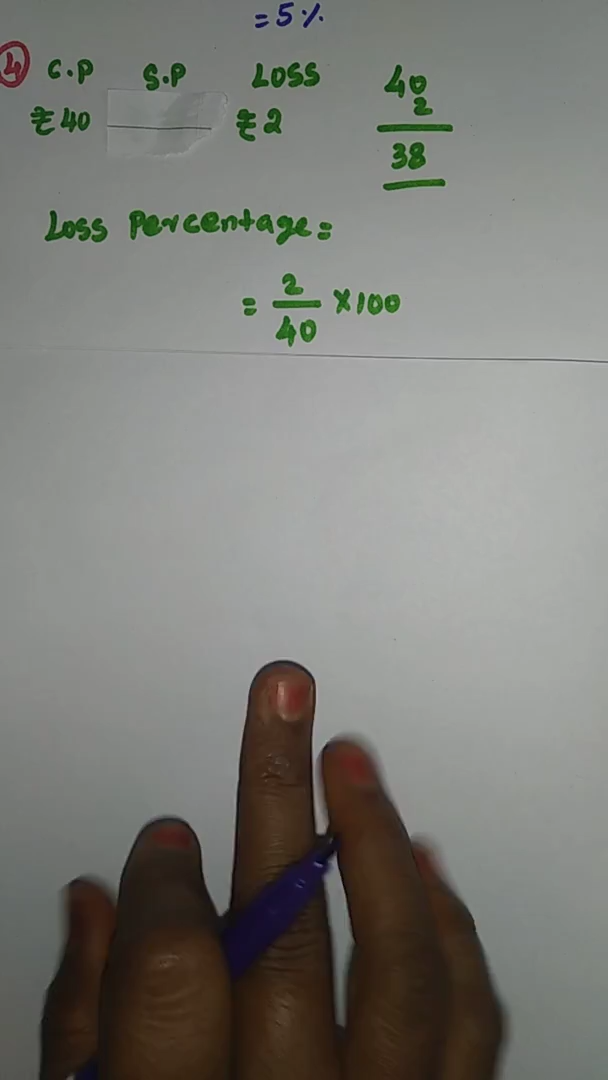 = 5%
4 C.P S.P LOSS 40
₹40 ₹2 2
38
Loss Percentage=
= 2/40 ×100